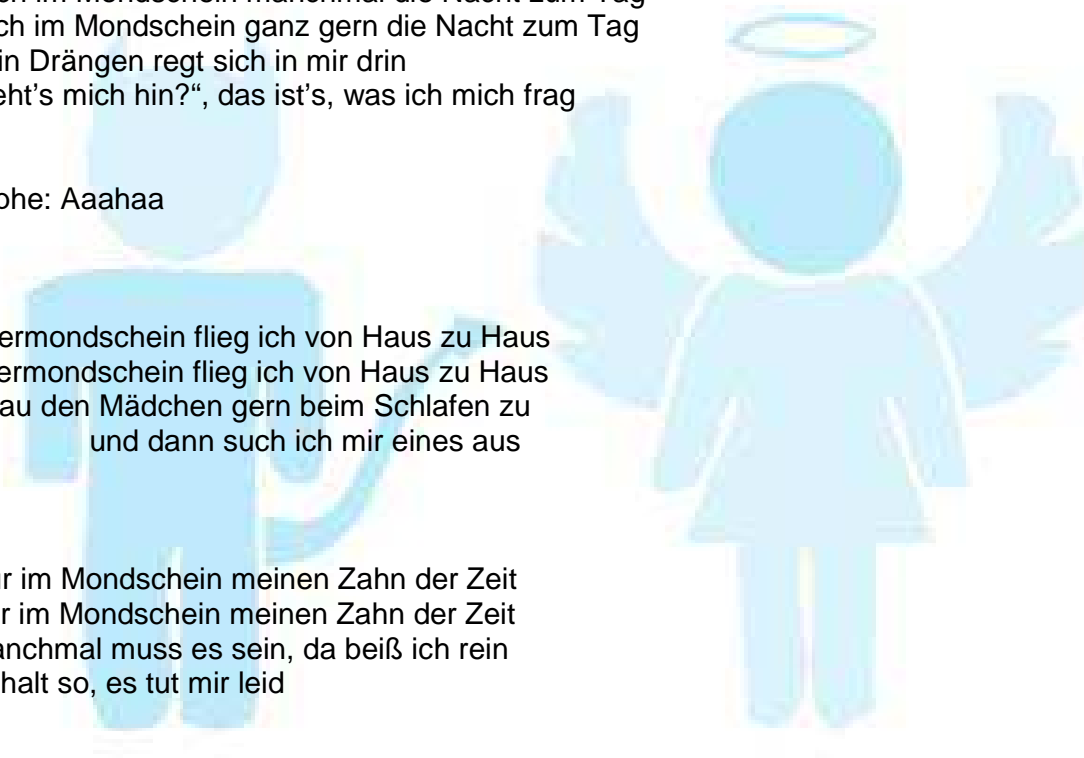 im Mondschein manchmal die Nacht zum Tag
ch im Mondschein ganz gern die Nacht zum Tag
in Drängen regt sich in mir drin
eht's mich hin?“, das ist's, was ich mich frag
ohe: Aaahaa
ermondschein flieg ich von Haus zu Haus
ermondschein flieg ich von Haus zu Haus
au den Mädchen gern beim Schlafen zu
und dann such ich mir eines aus
r im Mondschein meinen Zahn der Zeit
r im Mondschein meinen Zahn der Zeit
anchmal muss es sein, da beiß ich rein
halt so, es tut mir leid